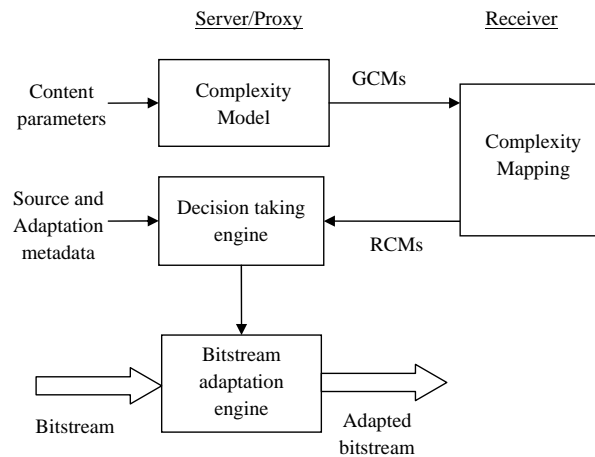 Server/Proxy
Receiver
Content
parameters
Complexity
Model
GCMs
Complexity
Mapping
Source and
Adaptation
metadata
Decision taking
engine
RCMs
Bitstream
Bitstream
adaptation
engine
Adapted
bitstream